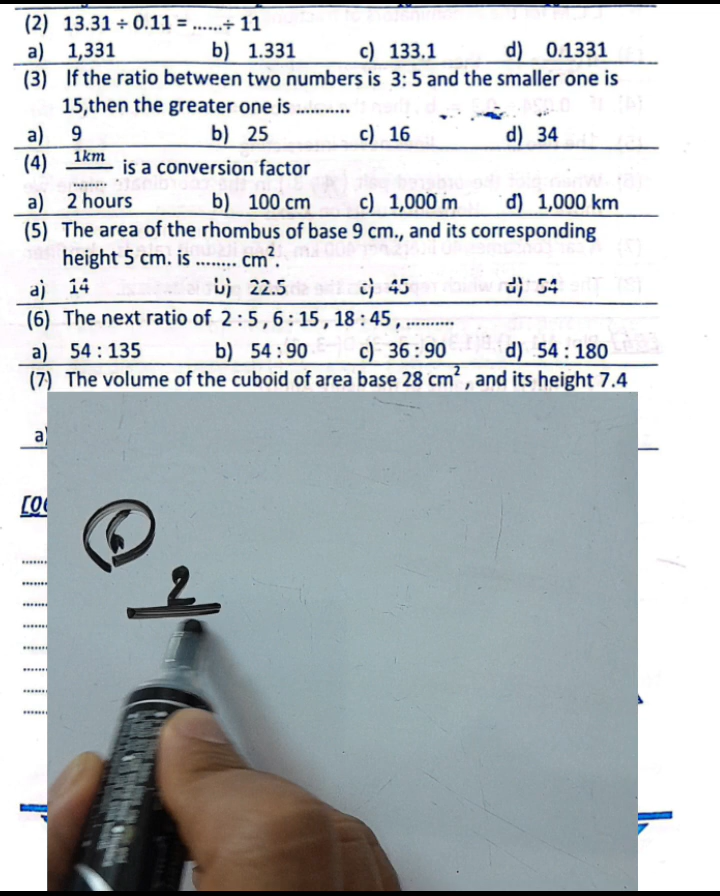 (2) 13.31 ÷ 0.11 = ......÷ 11
a) 1,331 b) 1.331 c) 133.1 d) 0.1331
(3) If the ratio between two numbers is 3: 5 and the smaller one is
15,then the greater one is ...........
a) 9 b) 25 c) 16 d) 34
(4) 1km/...... is a conversion factor
a) 2 hours b) 100 cm c) 1,000 m d) 1,000 km
(5) The area of the rhombus of base 9 cm., and its corresponding
height 5 cm. is ........ cm².
a) 14 b) 22.5 c) 45 d) 54
(6) The next ratio of 2 : 5 , 6 : 15 , 18 : 45 , ..........
a) 54 : 135 b) 54 : 90 c) 36 : 90 d) 54 : 180
(7) The volume of the cuboid of area base 28 cm², and its height 7.4
a)
6
2